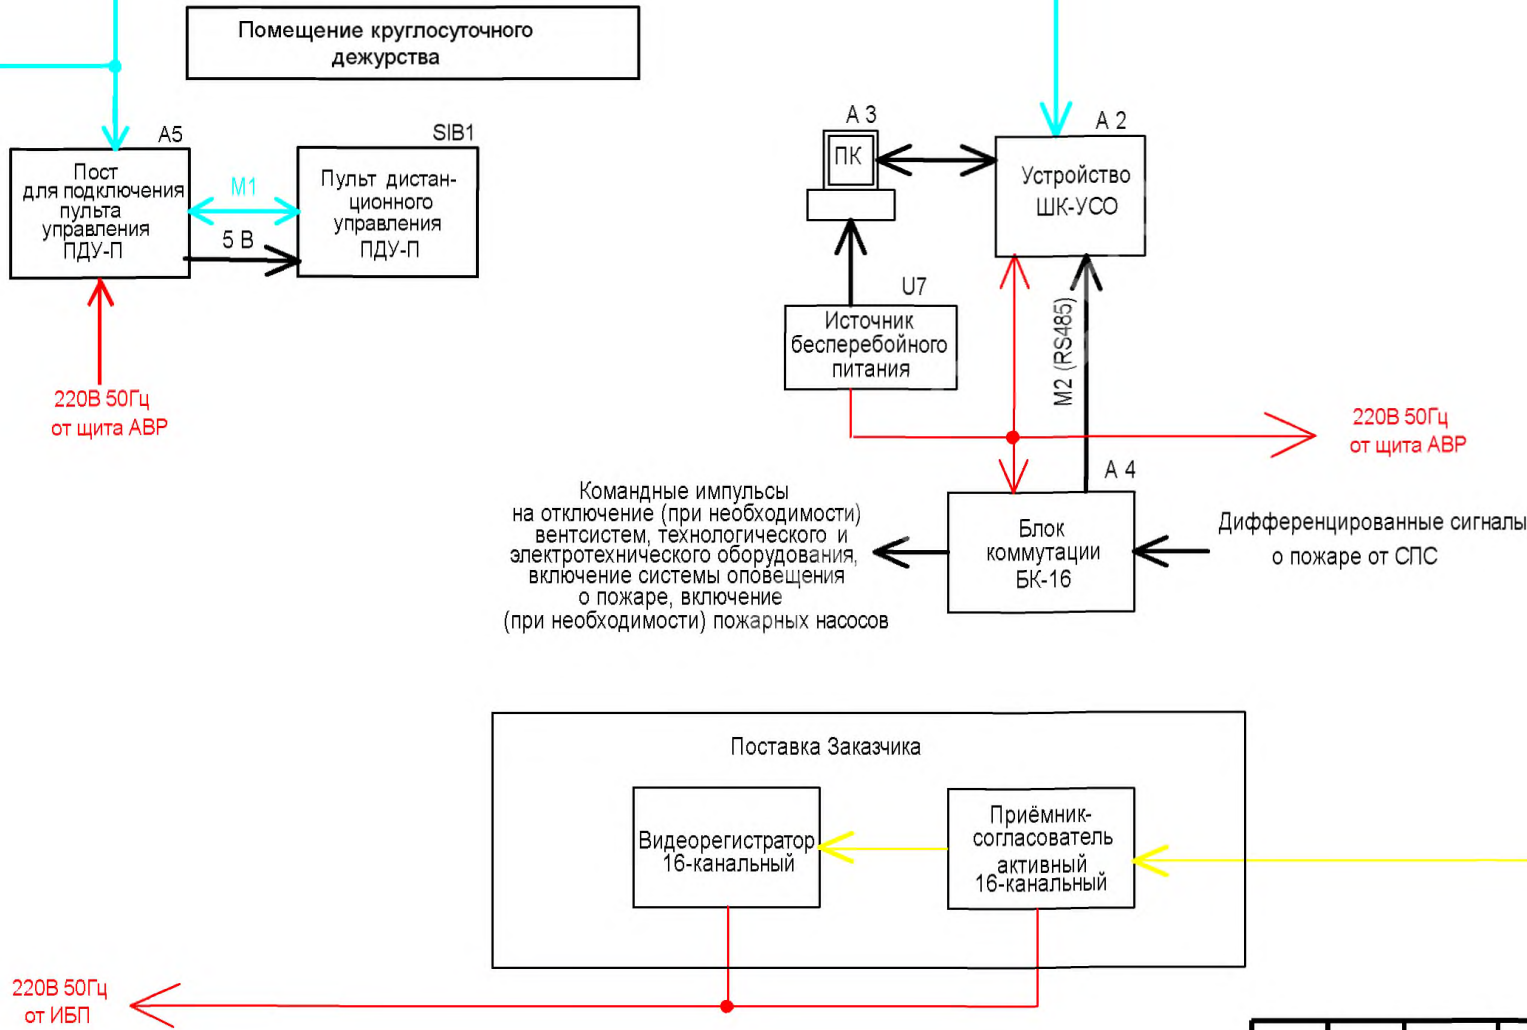 Помещение круглосуточного
дежурства
A5
Пост
для подключения
пульта
управления
ПДУ-П
M1
5 В
SIB1
Пульт дистан-
ционного
управления
ПДУ-П
220В 50Гц
от щита АВР
А 3
ПК
А 2
Устройство
ШК-УСО
U7
Источник
бесперебойного
питания
M2 (RS485)
220В 50Гц
от щита АВР
А 4
Блок
коммутации
БК-16
Командные импульсы
на отключение (при необходимости)
вентсистем, технологического и
электротехнического оборудования,
включение системы оповещения
о пожаре, включение
(при необходимости) пожарных насосов
Дифференцированные сигналы
о пожаре от СПС
Поставка Заказчика
Видеорегистратор
16-канальный
Приёмник-
согласователь
активный
16-канальный
220В 50Гц
от ИБП